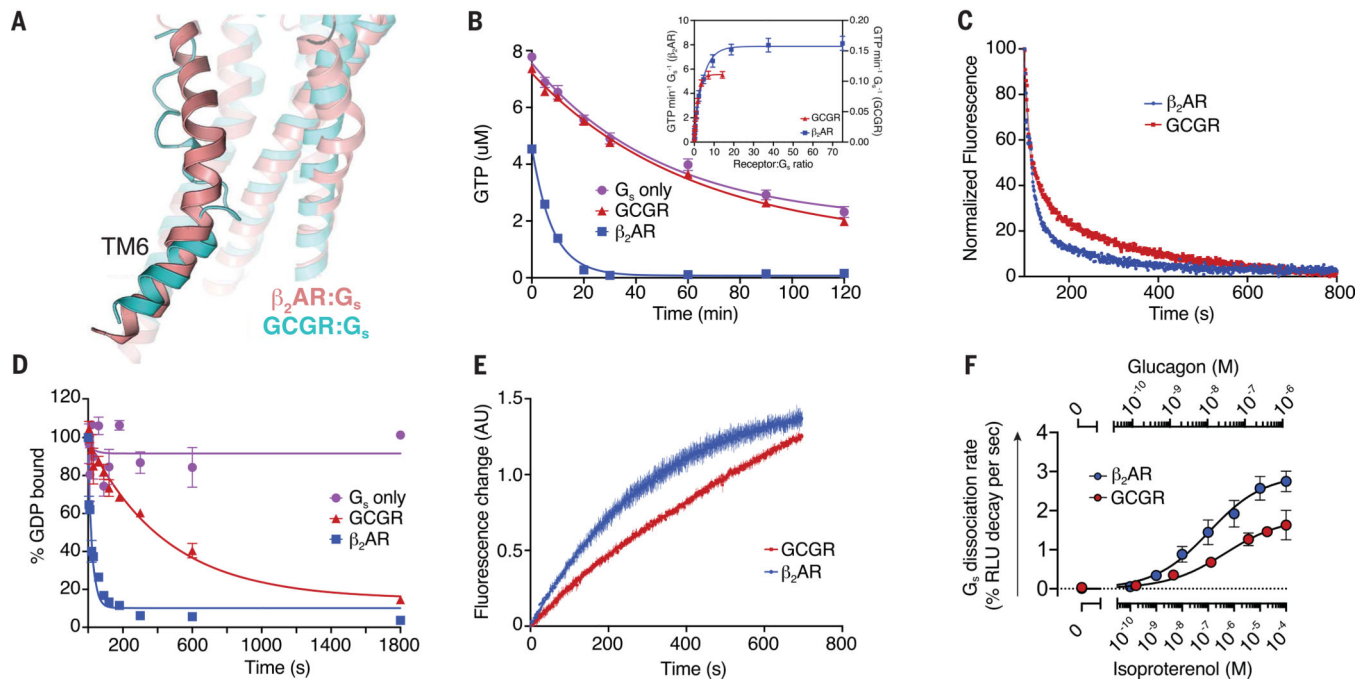 A
TM6
β₂AR:Gₛ
GCGR:Gₛ
B
GTP (uM)
8
6
4
2
0
0 20 40 60 80 100 120
Time (min)
Gₛ only
GCGR
β₂AR
GTP min⁻¹ Gₛ⁻¹ (β₂AR)
10
8
6
4
2
0
0 10 20 30 40 50 60 70
Receptor:Gₛ ratio
0.20
0.15
0.10
0.05
0.00
GTP min⁻¹ Gₛ⁻¹
(GCGR)
GCGR
β₂AR
C
Normalized Fluorescence
100
80
60
40
20
0
200 400 600 800
Time (s)
β₂AR
GCGR
D
% GDP bound
120
100
80
60
40
20
0
200 600 1000 1400 1800
Time (s)
Gₛ only
GCGR
β₂AR
E
Fluorescence change (AU)
1.5
1.0
0.5
0
0 200 400 600 800
Time (s)
GCGR
β₂AR
F
Glucagon (M)
0 10⁻¹⁰ 10⁻⁹ 10⁻⁸ 10⁻⁷ 10⁻⁶
Gₛ dissociation rate
(% RLU decay per sec)
4
3
2
1
0
β₂AR
GCGR
0 10⁻¹⁰ 10⁻⁹ 10⁻⁸ 10⁻⁷ 10⁻⁶ 10⁻⁵ 10⁻⁴
Isoproterenol (M)